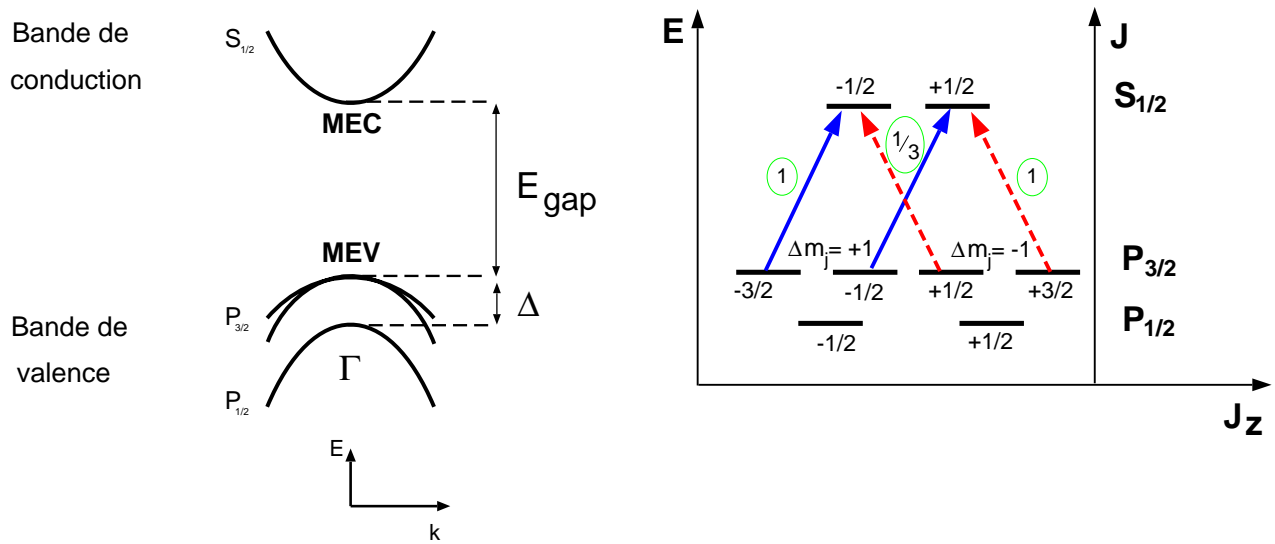 Bande de
conduction
S1/2
MEC
E gap
MEV
Δ
P3/2
Bande de
valence
Γ
P1/2
E
k
E
J
-1/2
+1/2
S1/2
1
1/3
1
Δmj= +1
Δmj= -1
P3/2
-3/2
-1/2
+1/2
+3/2
P1/2
-1/2
+1/2
Jz